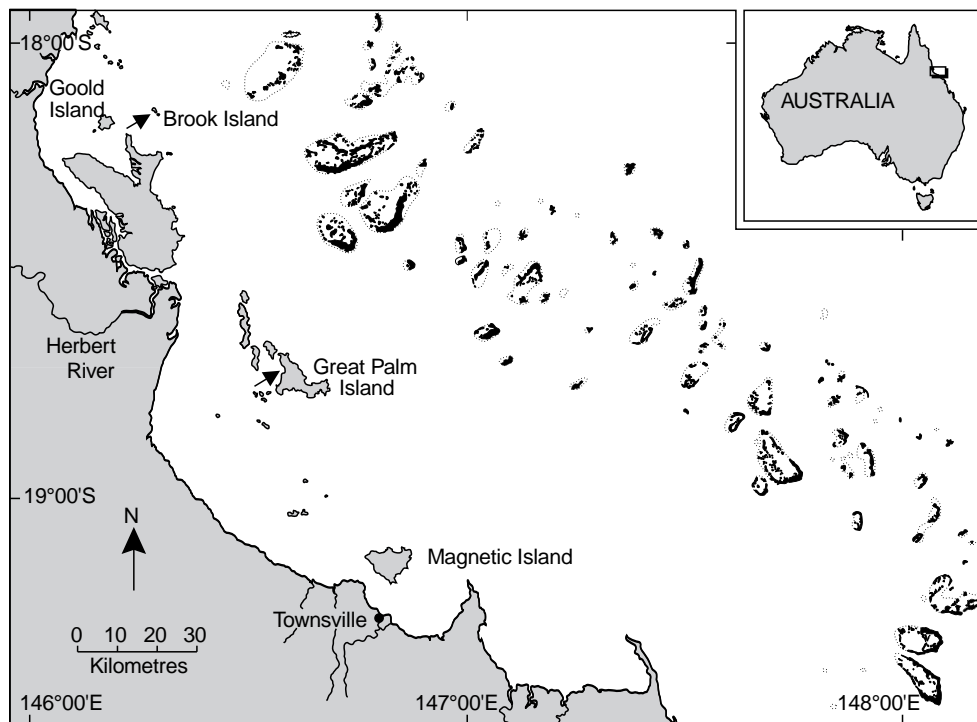 18°00'S
Goold
Island
Brook Island
AUSTRALIA
Herbert
River
Great Palm
Island
19°00'S
N
Magnetic Island
Townsville
0 10 20 30
Kilometres
146°00'E
147°00'E
148°00'E